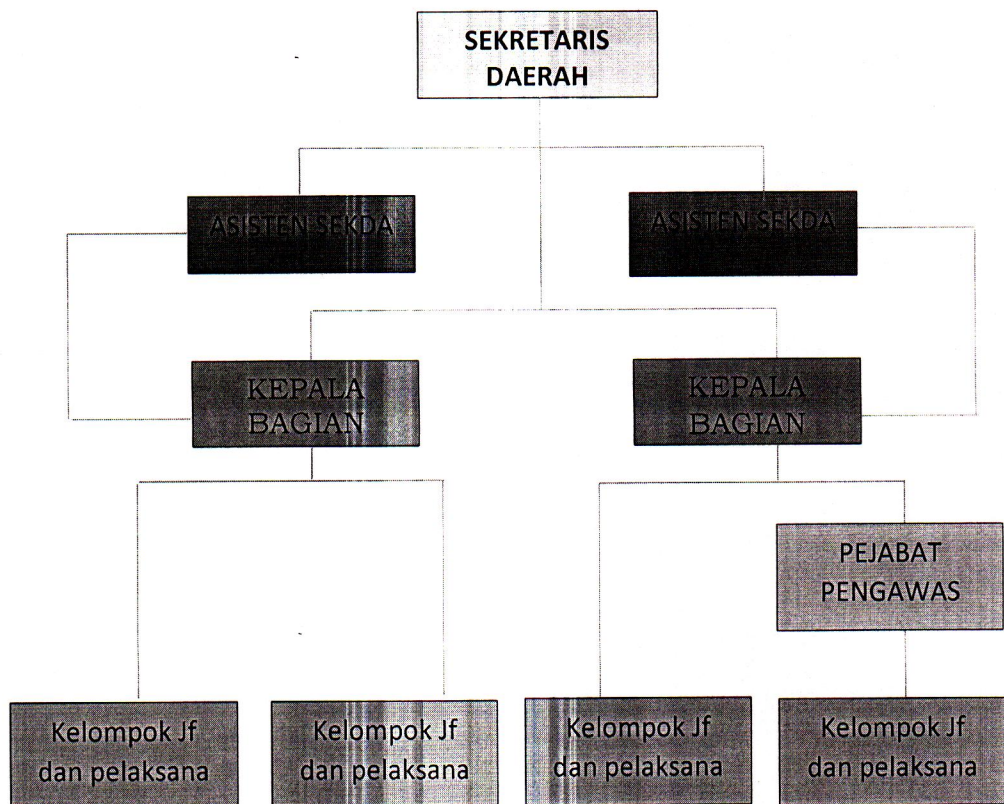 SEKRETARIS
DAERAH
ASISTEN SEKDA
ASISTEN SEKDA
KEPALA
BAGIAN
KEPALA
BAGIAN
PEJABAT
PENGAWAS
Kelompok Jf
dan pelaksana
Kelompok Jf
dan pelaksana
Kelompok Jf
dan pelaksana
Kelompok Jf
dan pelaksana